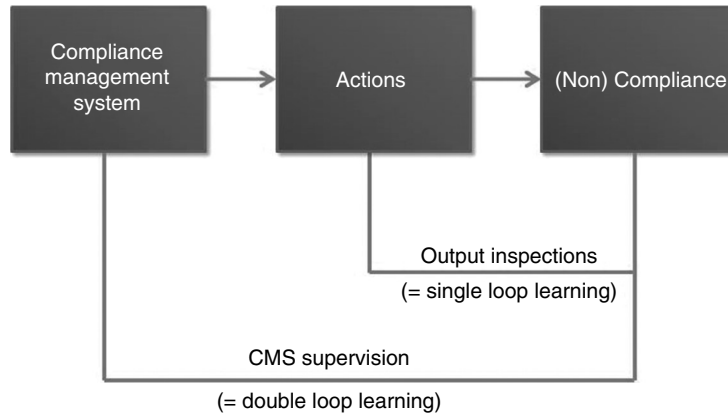 Compliance
management
system
Actions
(Non) Compliance
Output inspections
(= single loop learning)
CMS supervision
(= double loop learning)